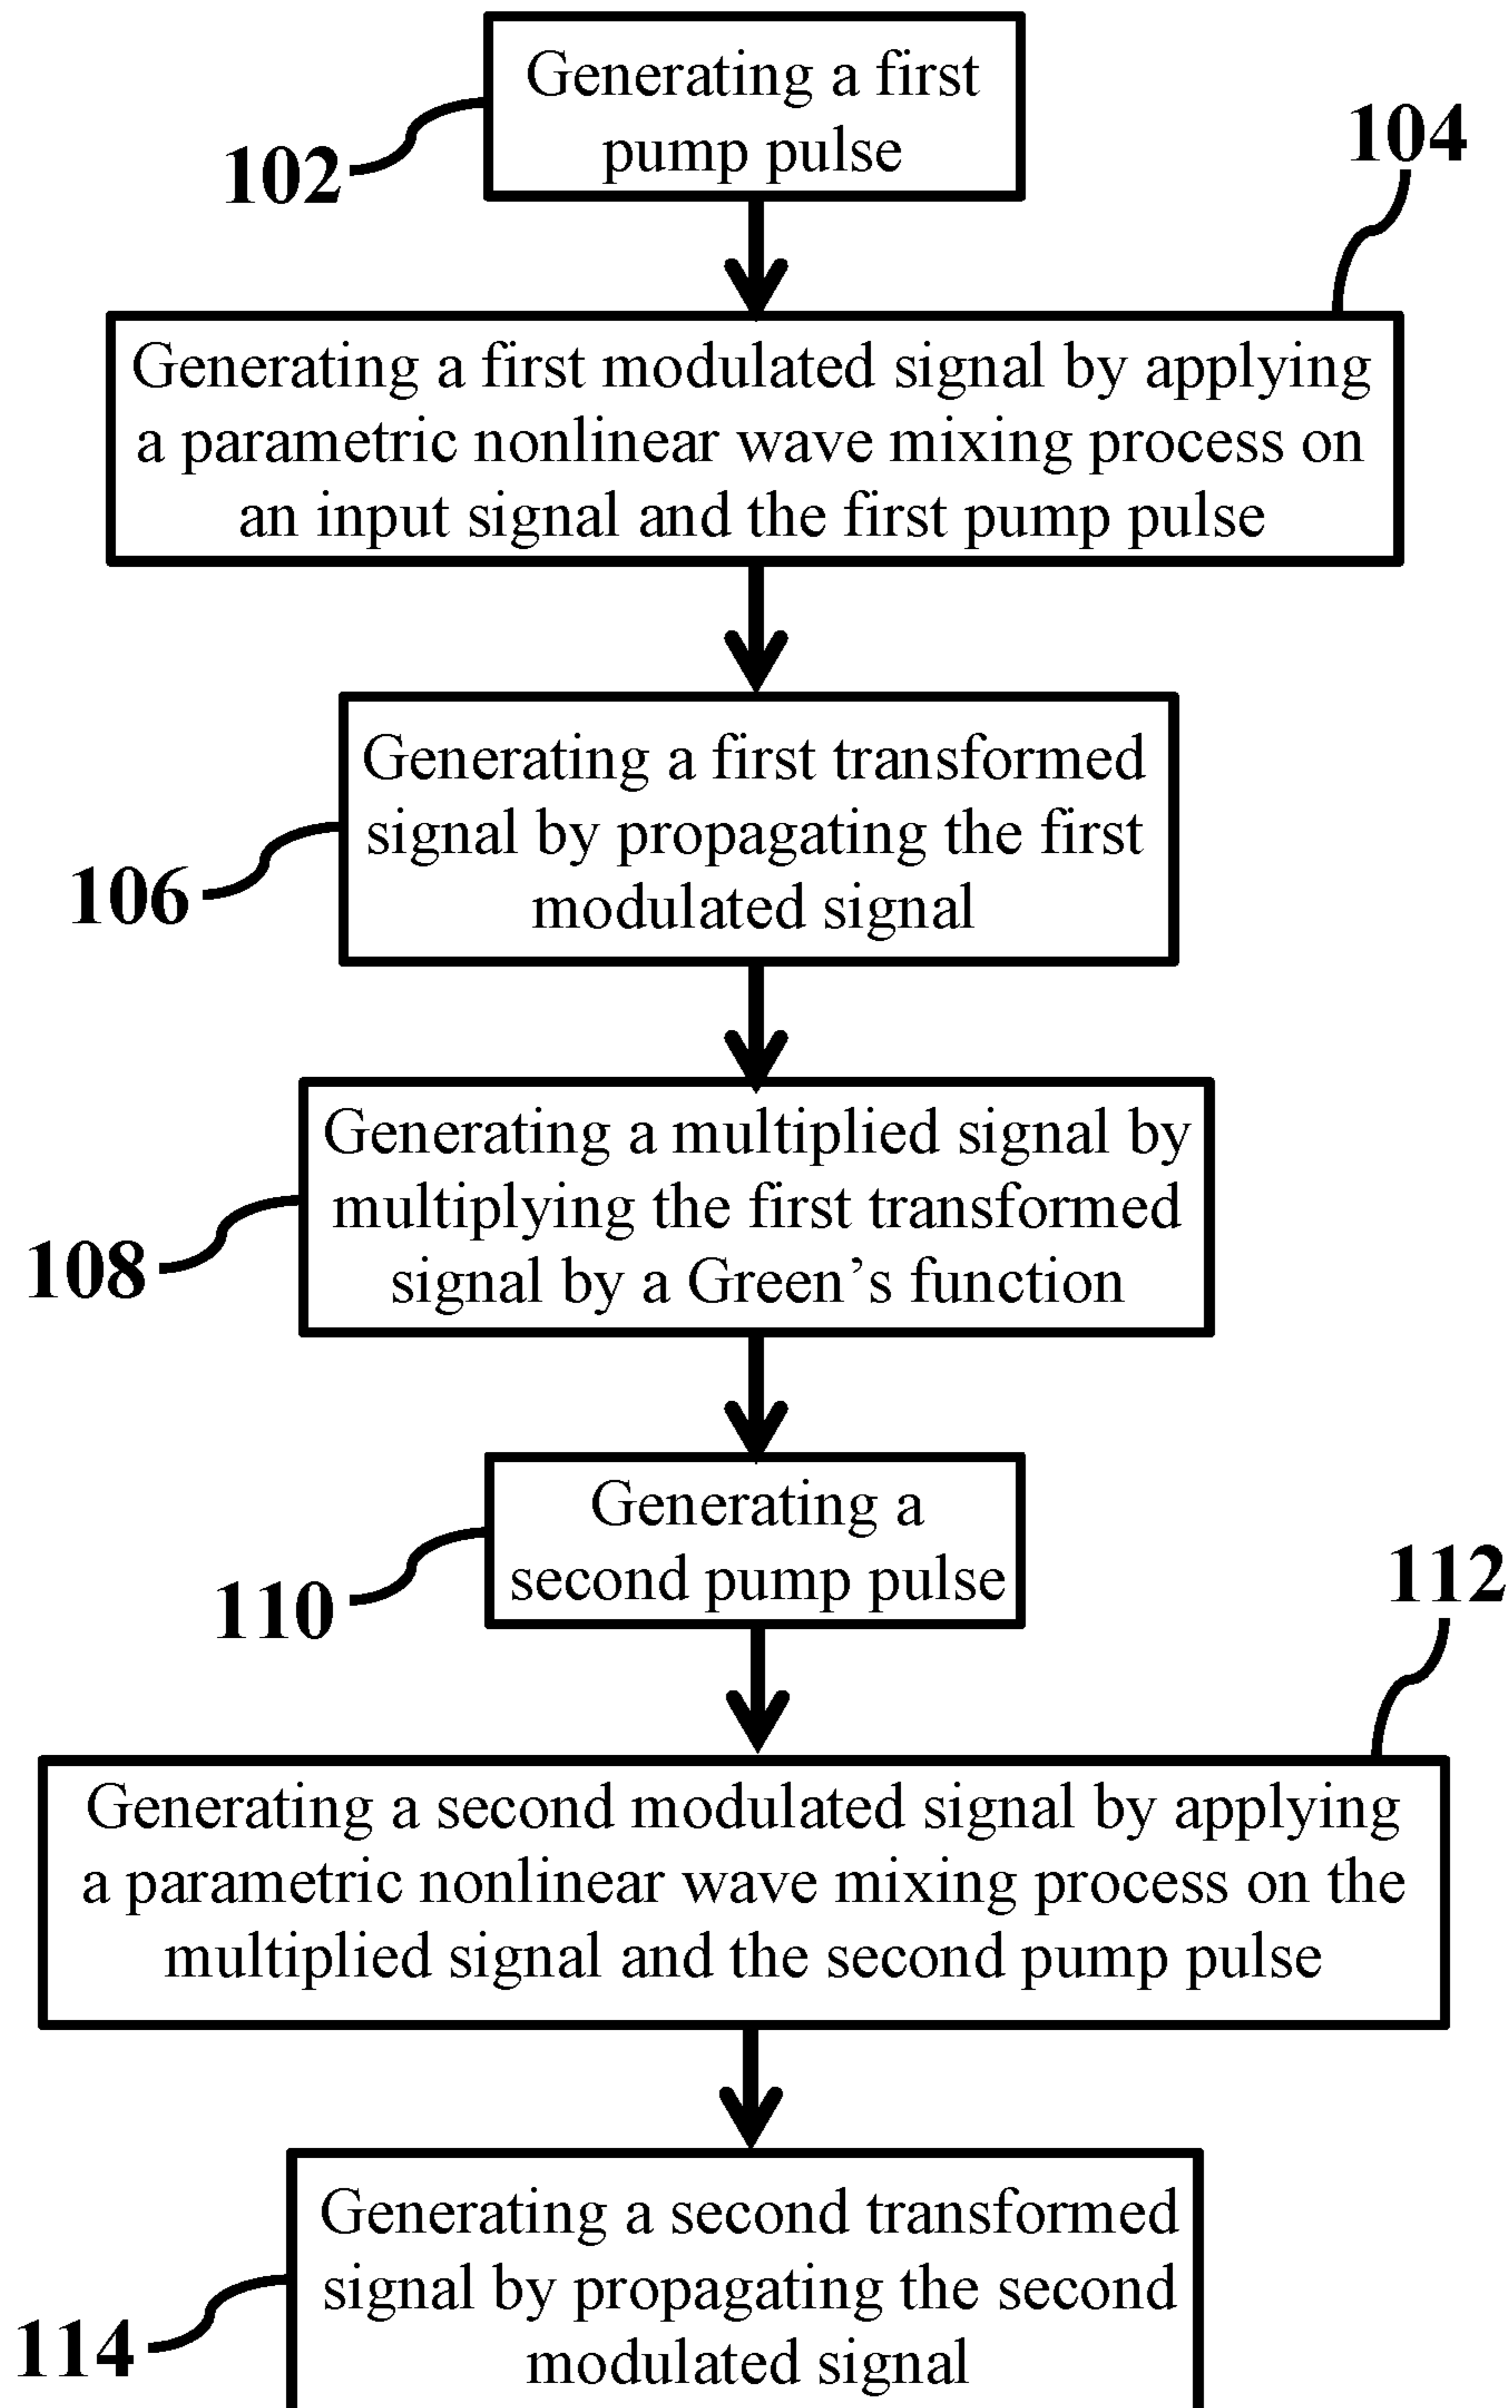 Generating a first
pump pulse
102
104
Generating a first modulated signal by applying
a parametric nonlinear wave mixing process on
an input signal and the first pump pulse
Generating a first transformed
signal by propagating the first
modulated signal
106
Generating a multiplied signal by
multiplying the first transformed
signal by a Green’s function
108
Generating a
second pump pulse
110
112
Generating a second modulated signal by applying
a parametric nonlinear wave mixing process on the
multiplied signal and the second pump pulse
Generating a second transformed
signal by propagating the second
modulated signal
114